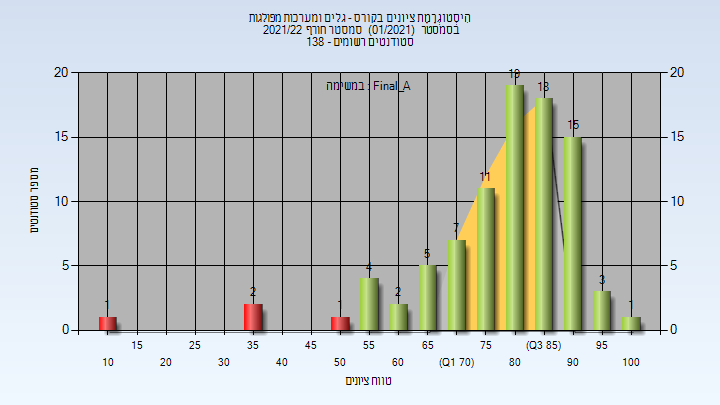 היסטוגרמת ציונים בקורס - גלים ומערכות מפולגות
בסמסטר (01/2021) סמסטר חורף 2021/22
סטודנטים רשומים - 138
במשימה : Final_A
מספר סטודנטים
20
15
10
5
0
20
15
10
5
0
1
2
1
4
2
5
7
11
19
18
15
3
1
15 25 35 45 55 65 75 (Q3 85) 95
10 20 30 40 50 60 (Q1 70) 80 90 100
טווח ציונים